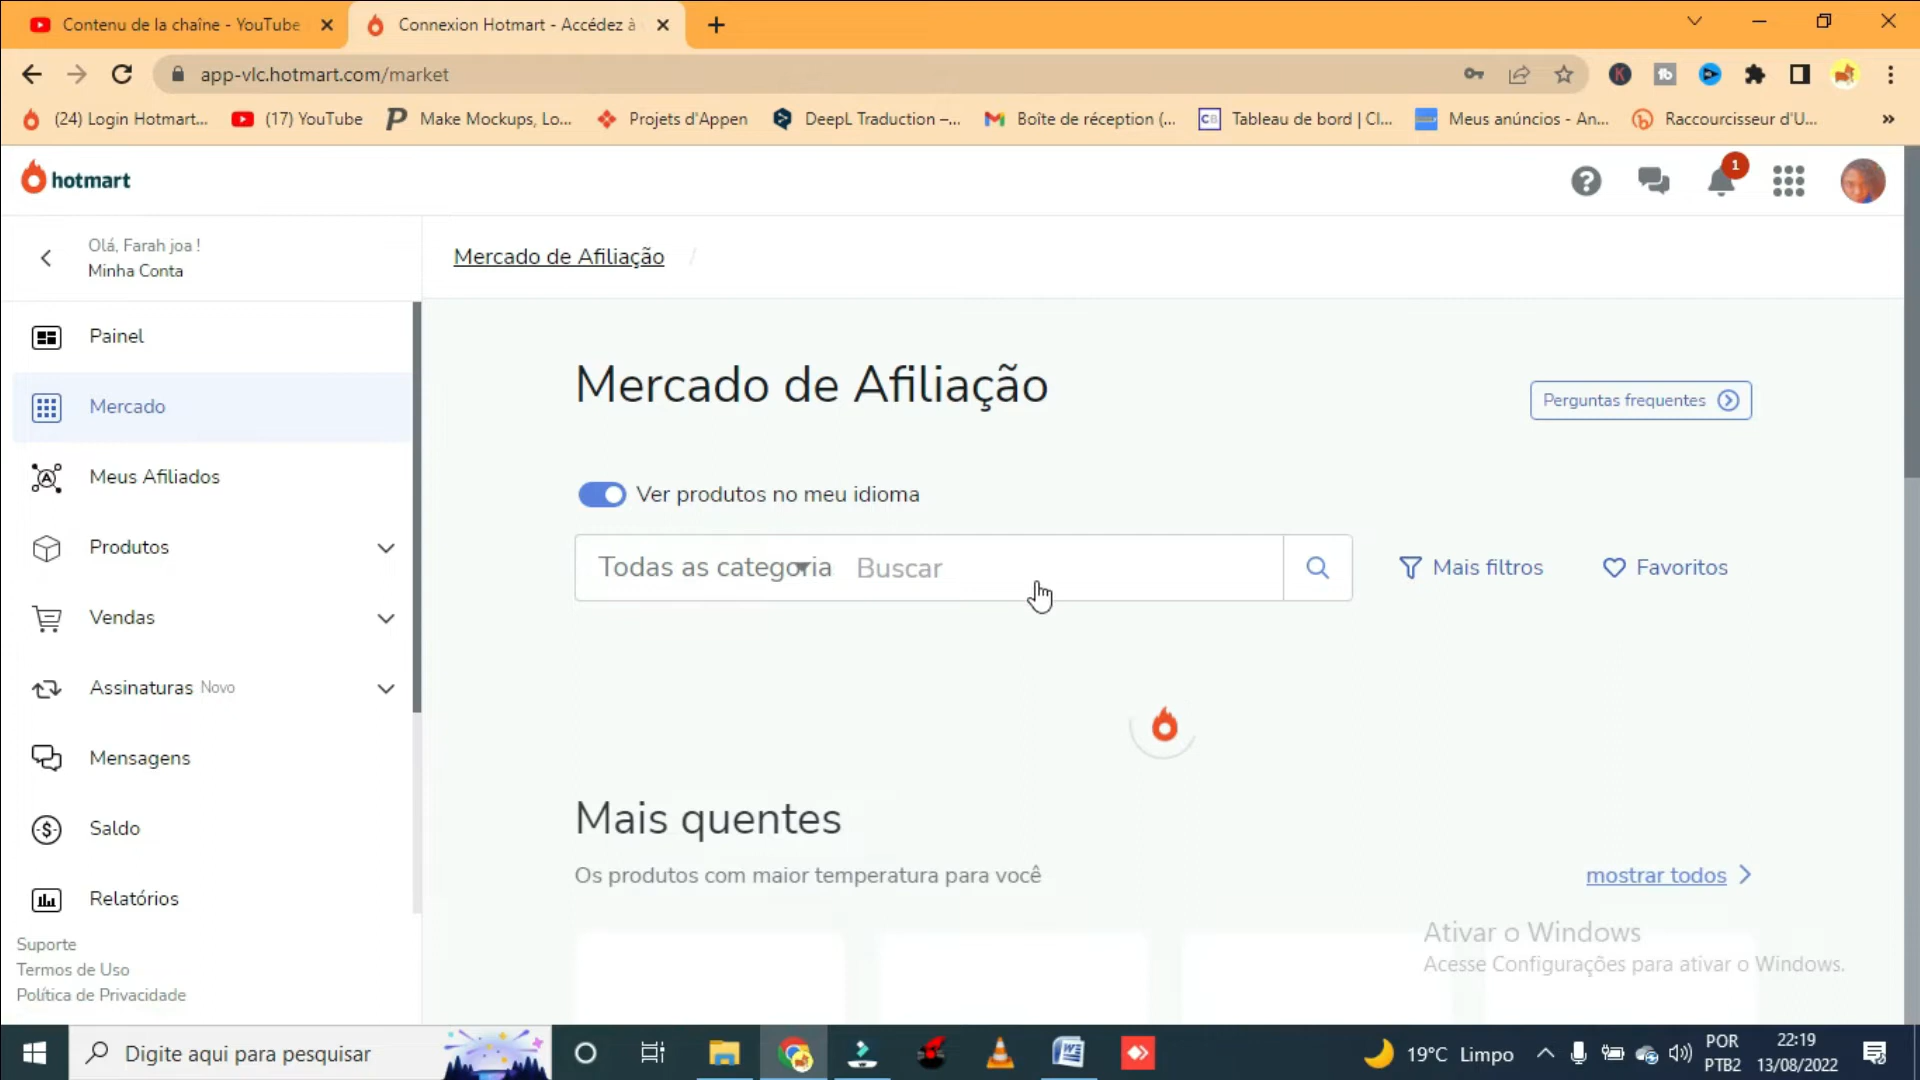 Contenu de la chaîne - YouTube
Connexion Hotmart - Accédez à
app-vlc.hotmart.com/market
(24) Login Hotmart...
(17) YouTube
Make Mockups, Lo...
Projets d'Appen
DeepL Traduction –...
Boîte de réception (...
CB
Tableau de bord | Cl...
Meus anúncios - An...
Raccourcisseur d'U...
»
hotmart
1
Olá, Farah joa !
Minha Conta
Mercado de Afiliação /
Painel
Mercado
Meus Afiliados
Produtos
Vendas
Assinaturas Novo
Mensagens
Saldo
Relatórios
Suporte
Termos de Uso
Política de Privacidade
Mercado de Afiliação
Perguntas frequentes
Ver produtos no meu idioma
Todas as categoria
Buscar
Mais filtros
Favoritos
Mais quentes
Os produtos com maior temperatura para você
mostrar todos
Ativar o Windows
Acesse Configurações para ativar o Windows.
Digite aqui para pesquisar
19°C Limpo
POR
PTB2
22:19
13/08/2022